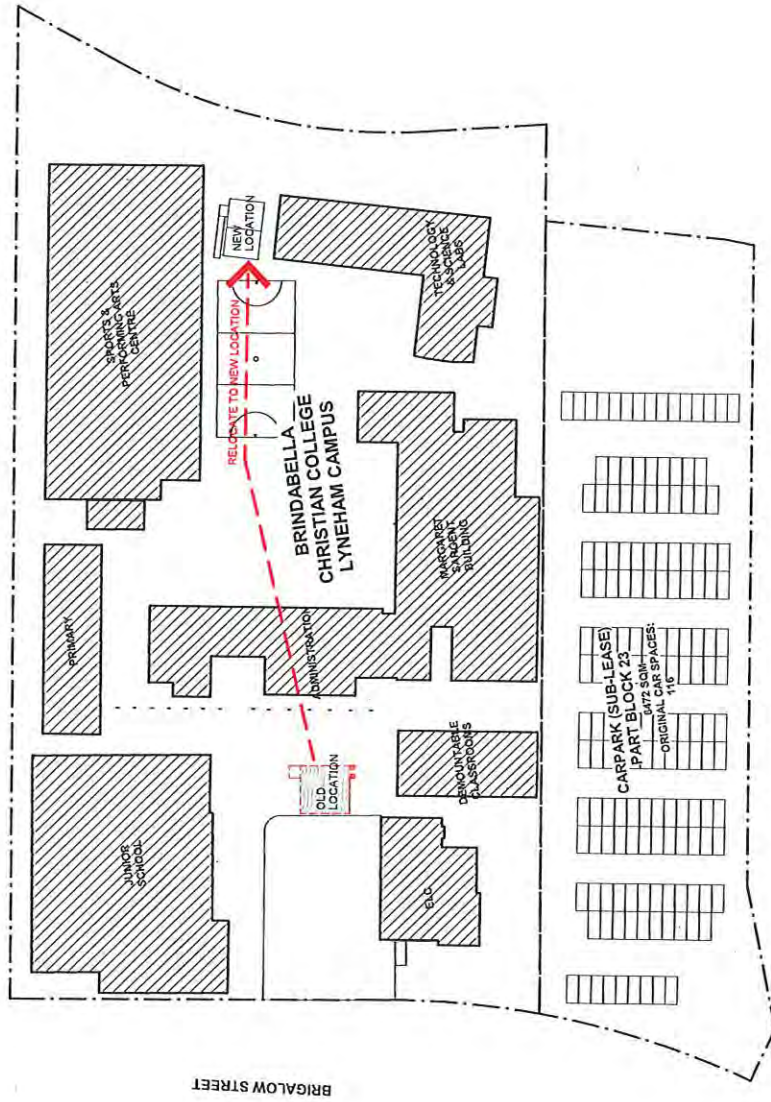 SPORTS &
PERFORMING ARTS
CENTRE
NEW
LOCATION
TECHNOLOGY
& SCIENCE
LABS
RELOCATE TO NEW LOCATION
BRINDABELLA
CHRISTIAN COLLEGE
LYNEHAM CAMPUS
MARGARET
SARGENT
BUILDING
PRIMARY
ADMINISTRATION
JUNIOR
SCHOOL
OLD
LOCATION
DEMOUNTABLE
CLASSROOMS
ELC
CARPARK (SUB-LEASE)
PART BLOCK 23
6472 SQM
ORIGINAL CAR SPACES:
116
BRIGALOW STREET